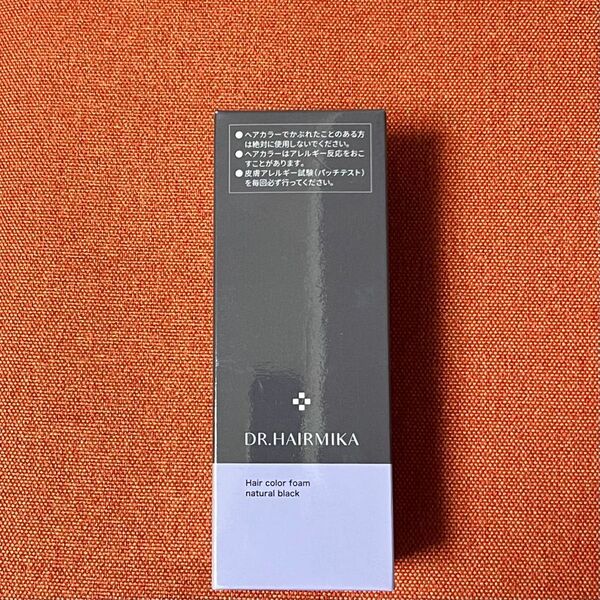 ●ヘアカラーでかぶれたことのある方
は絶対に使用しないでください。
●ヘアカラーはアレルギー反応をおこ
すことがあります。
●皮膚アレルギー試験(パッチテスト)
を毎回必ず行ってください。
DR.HAIRMIKA
Hair color foam
natural black